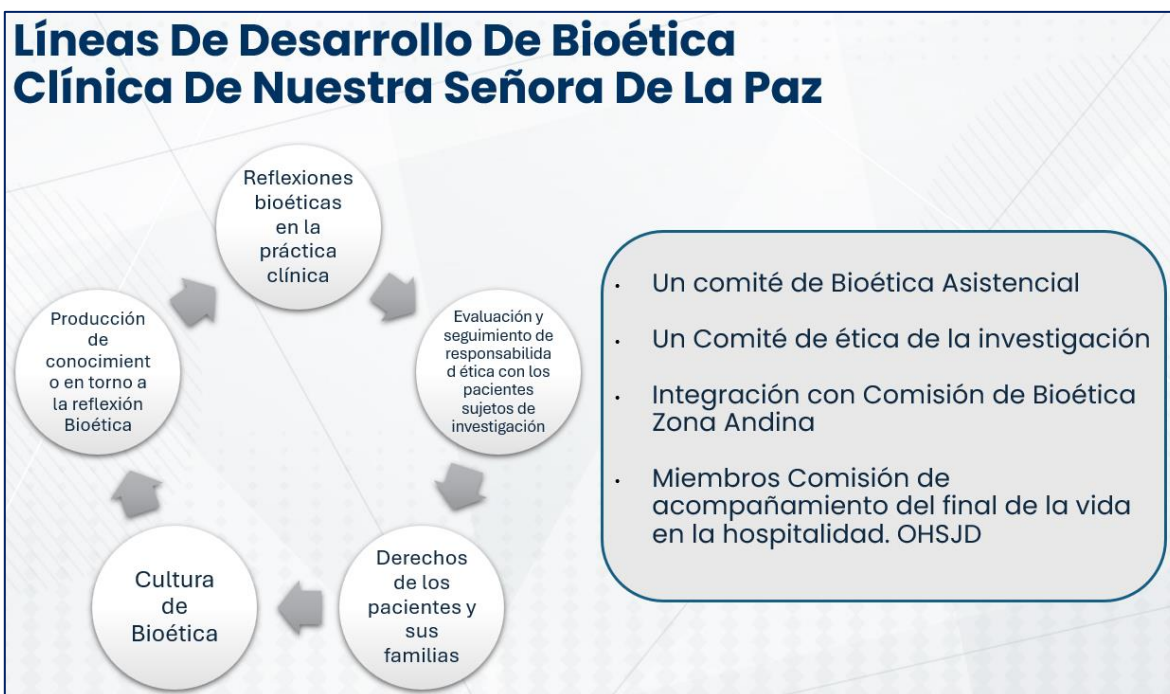 Líneas De Desarrollo De Bioética
Clínica De Nuestra Señora De La Paz
Reflexiones
bioéticas
en la
práctica
clínica
Evaluación y
seguimiento de
responsabilida
d ética con los
pacientes
sujetos de
investigación
Derechos
de los
pacientes y
sus
familias
Cultura
de
Bioética
Producción
de
conocimient
o en torno a
la reflexión
Bioética
· Un comité de Bioética Asistencial
· Un Comité de ética de la investigación
· Integración con Comisión de Bioética
Zona Andina
· Miembros Comisión de
acompañamiento del final de la vida
en la hospitalidad. OHSJD